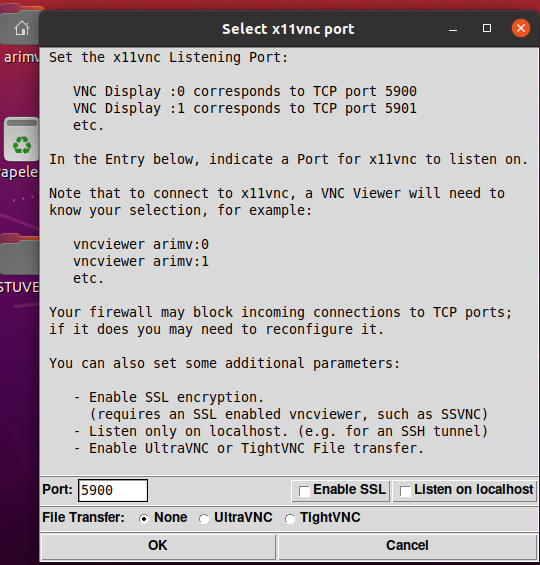 Select x11vnc port
arimv
apele
STUVE
Set the x11vnc Listening Port:
VNC Display :0 corresponds to TCP port 5900
VNC Display :1 corresponds to TCP port 5901
etc.
In the Entry below, indicate a Port for x11vnc to listen on.
Note that to connect to x11vnc, a VNC Viewer will need to
know your selection, for example:
vncviewer arimv:0
vncviewer arimv:1
etc.
Your firewall may block incoming connections to TCP ports;
if it does you may need to reconfigure it.
You can also set some additional parameters:
- Enable SSL encryption.
(requires an SSL enabled vncviewer, such as SSVNC)
- Listen only on localhost. (e.g. for an SSH tunnel)
- Enable UltraVNC or TightVNC File transfer.
Port: 5900 Enable SSL Listen on localhost
File Transfer: None UltraVNC TightVNC
OK Cancel